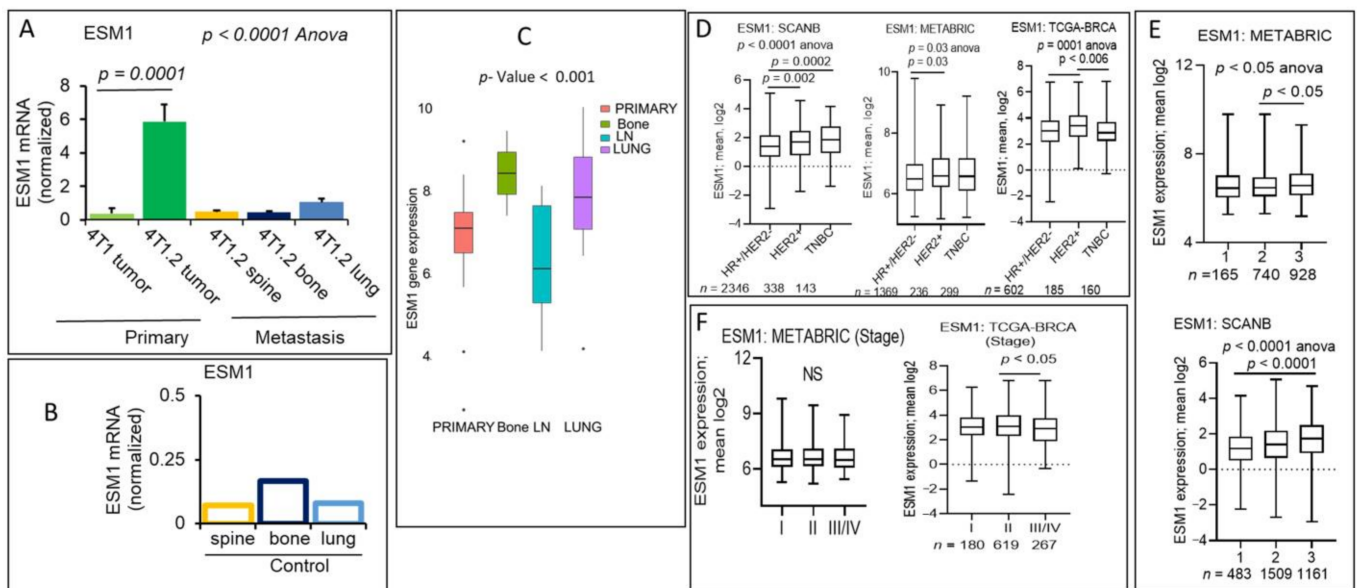 A
ESM1
p < 0.0001 Anova
p = 0.0001
8
6
4
2
0
ESM1 mRNA
(normalized)
4T1 tumor
4T1.2 tumor
4T1.2 spine
4T1.2 bone
4T1.2 lung
Primary
Metastasis
B
ESM1
0.5
0.25
0
ESM1 mRNA
(normalized)
spine bone lung
Control
C
p- Value < 0.001
PRIMARY
Bone
LN
LUNG
10
8
6
4
ESM1 gene expression
PRIMARY Bone LN LUNG
D
ESM1: SCANB
p < 0.0001 anova
p = 0.0002
p = 0.002
6
4
2
0
−2
−4
ESM1; mean, log2
HR+/HER2-
HER2+
TNBC
n = 2346 338 143
ESM1: METABRIC
p = 0.03 anova
p = 0.03
10
8
6
ESM1; mean, log2
HR+/HER2-
HER2+
TNBC
n = 1369 236 299
ESM1: TCGA-BRCA
p = 0001 anova
p < 0.006
8
6
4
2
0
−2
−4
ESM1; mean log2
HR+/HER2-
HER2+
TNBC
n = 602 185 160
E
ESM1: METABRIC
p < 0.05 anova
p < 0.05
12
8
4
ESM1 expression; mean log2
1 2 3
n =165 740 928
ESM1: SCANB
p < 0.0001 anova
p < 0.0001
6
4
2
0
−2
−4
ESM1 expression; mean log2
1 2 3
n = 483 1509 1161
F
ESM1: METABRIC (Stage)
NS
12
9
6
ESM1 expression;
mean log2
I II III/IV
ESM1: TCGA-BRCA
(Stage)
p < 0.05
8
6
4
2
0
−2
−4
ESM1 expression; mean log2
I II III/IV
n = 180 619 267